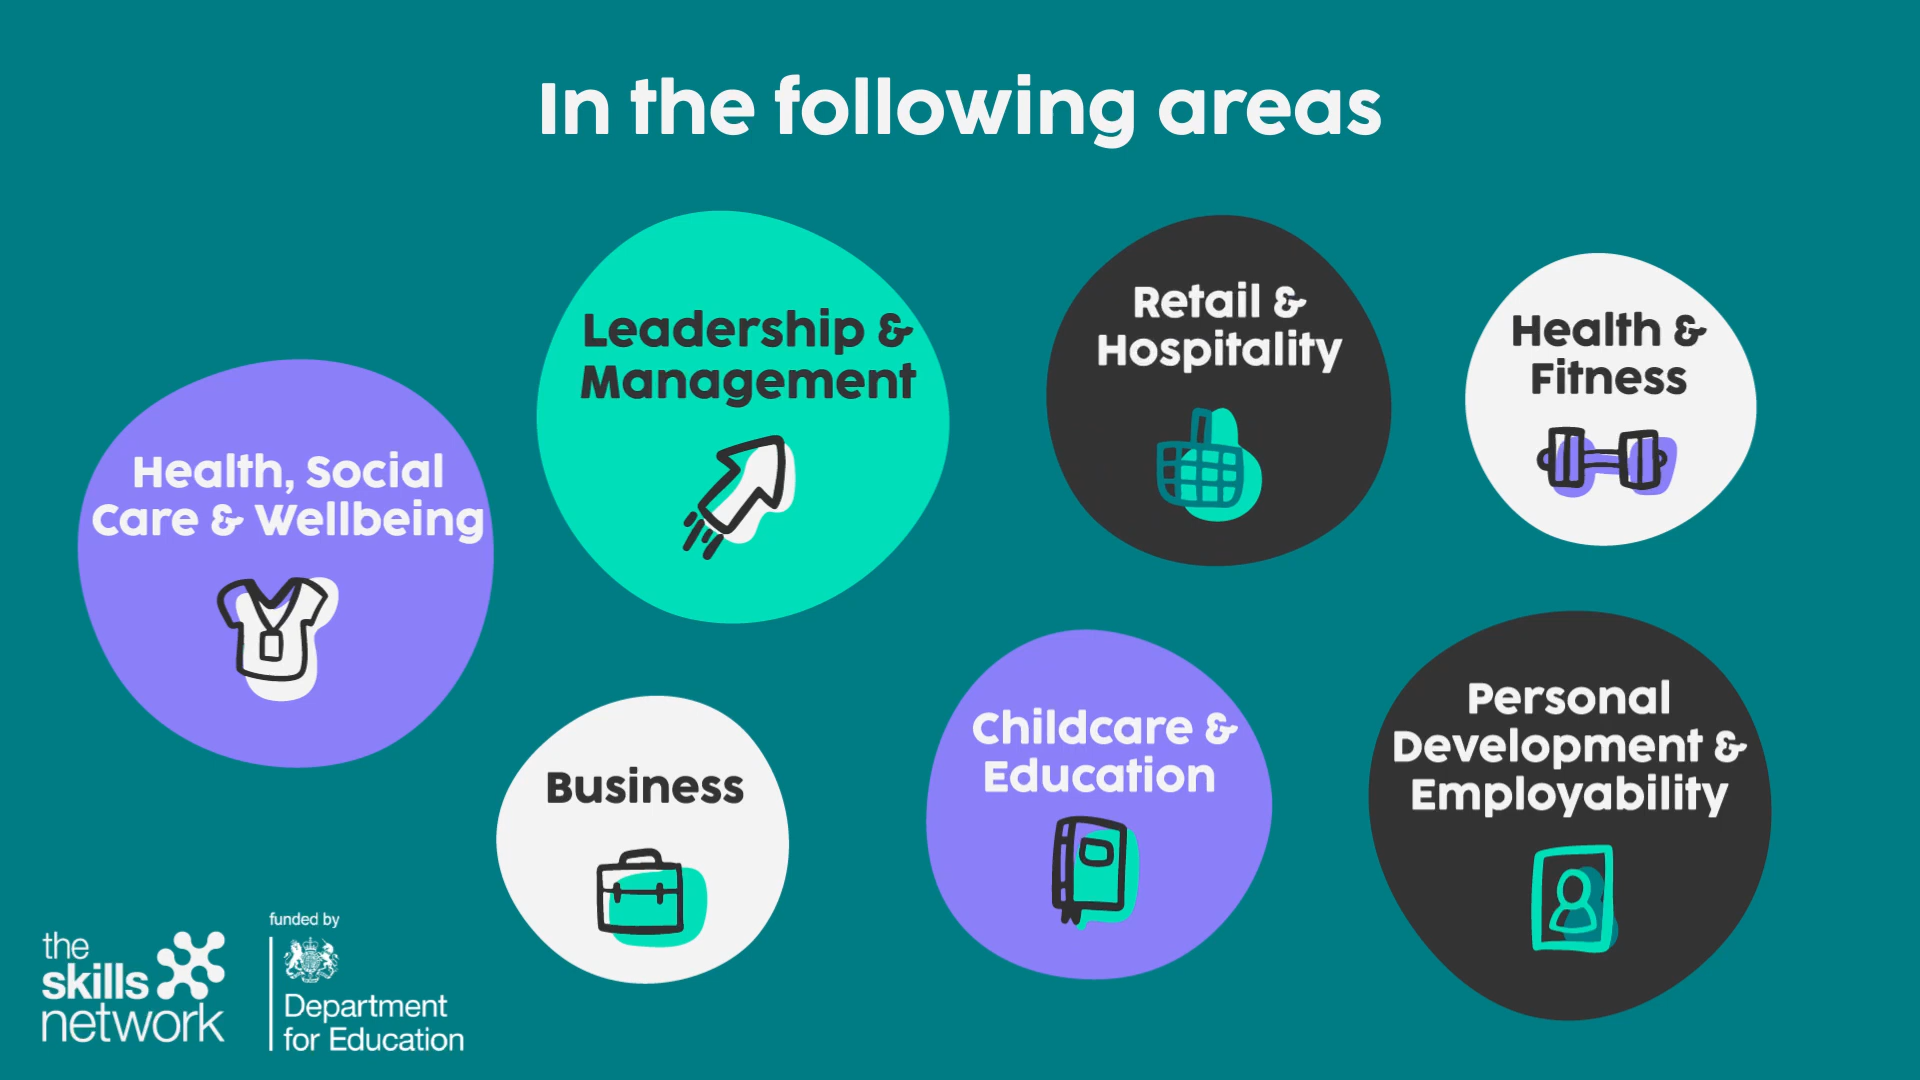 In the following areas
Health, Social
Care & Wellbeing
Leadership &
Management
Retail &
Hospitality
Health &
Fitness
Business
Childcare &
Education
Personal
Development &
Employability
the
skills
network
funded by
Department
for Education